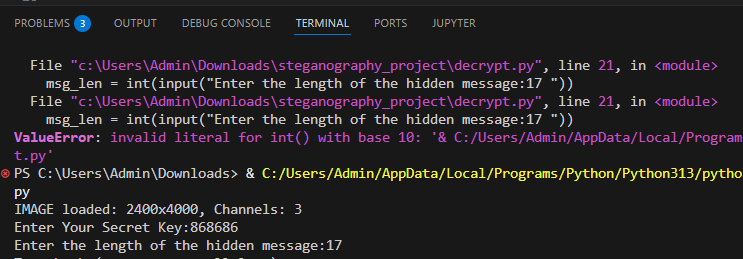 PROBLEMS 3 OUTPUT DEBUG CONSOLE TERMINAL PORTS JUPYTER
File "c:\Users\Admin\Downloads\steganography_project\decrypt.py", line 21, in <module>
msg_len = int(input("Enter the length of the hidden message:17 "))
File "c:\Users\Admin\Downloads\steganography_project\decrypt.py", line 21, in <module>
msg_len = int(input("Enter the length of the hidden message:17 "))
ValueError: invalid literal for int() with base 10: '& C:/Users/Admin/AppData/Local/Program
t.py'
PS C:\Users\Admin\Downloads> & C:/Users/Admin/AppData/Local/Programs/Python/Python313/pytho
py
IMAGE loaded: 2400x4000, Channels: 3
Enter Your Secret Key:868686
Enter the length of the hidden message:17